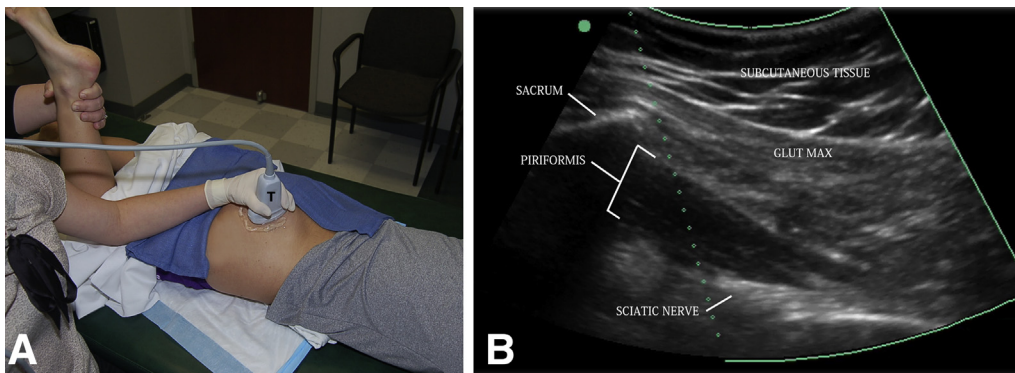 A
T
B
SUBCUTANEOUS TISSUE
SACRUM
GLUT MAX
PIRIFORMIS
SCIATIC NERVE